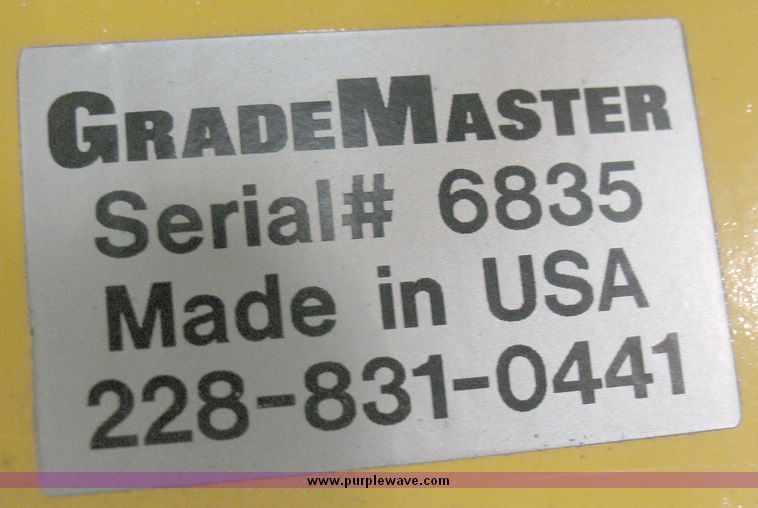 GRADEMASTER
Serial# 6835
Made in USA
228-831-0441
www.purplewave.com